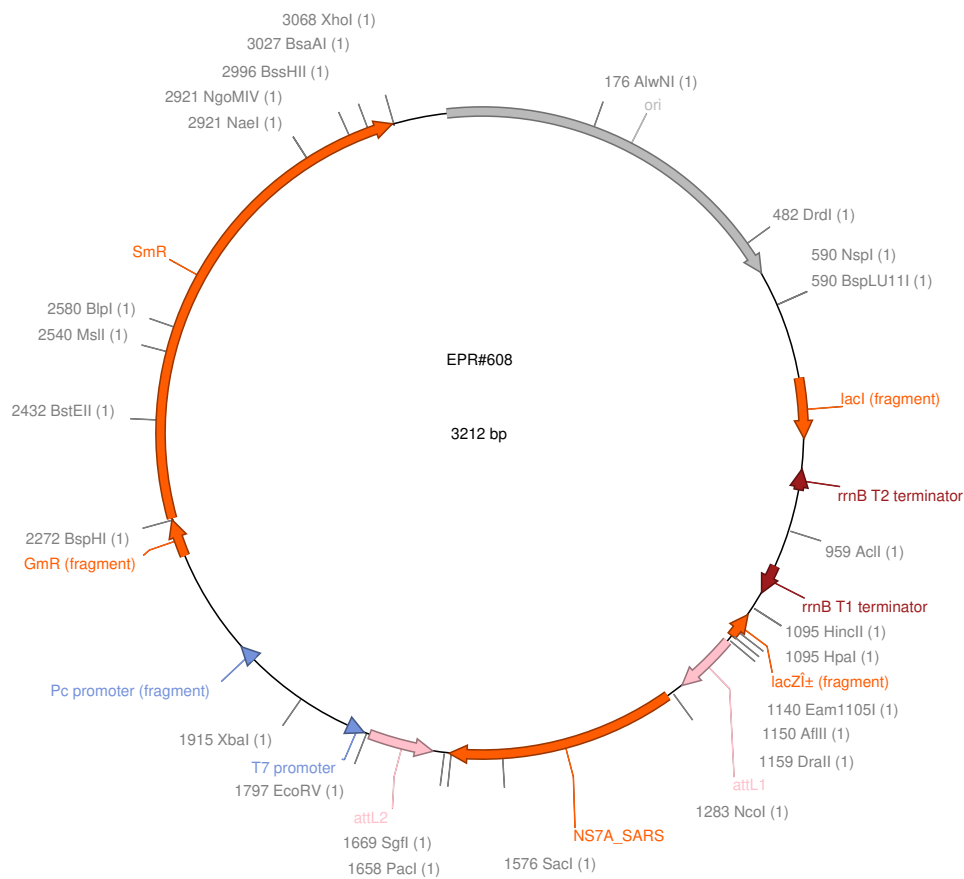 3068 XhoI (1)
3027 BsaAI (1)
2996 BssHII (1)
2921 NgoMIV (1)
2921 NaeI (1)
176 AlwNI (1)
ori
482 DrdI (1)
590 NspI (1)
590 BspLU11I (1)
SmR
2580 BlpI (1)
2540 MslI (1)
EPR#608
lacI (fragment)
2432 BstEII (1)
3212 bp
rrnB T2 terminator
2272 BspHI (1)
GmR (fragment)
959 AclI (1)
rrnB T1 terminator
1095 HincII (1)
1095 HpaI (1)
lacZÎ± (fragment)
Pc promoter (fragment)
1140 Eam1105I (1)
1150 AflII (1)
1915 XbaI (1)
1159 DraII (1)
T7 promoter
attL1
1797 EcoRV (1)
1283 NcoI (1)
attL2
NS7A_SARS
1669 SgfI (1)
1576 SacI (1)
1658 PacI (1)